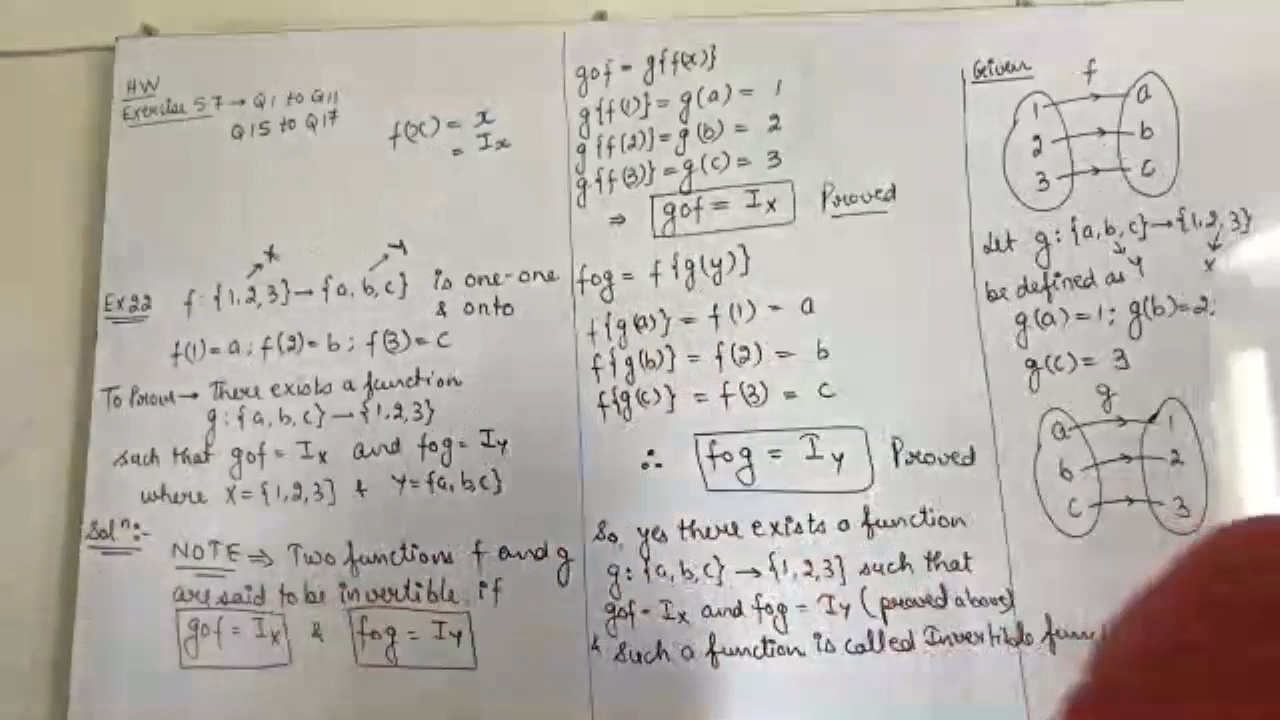 HW
Exercise 5.7 → Q1 to Q11
Q15 to Q17
f(x) = x
= Ix
x y
Ex 22 f: {1,2,3} → {a,b,c} is one-one
& onto
f(1)=a; f(2)=b; f(3)=c
To Prove → There exists a function
g: {a,b,c} → {1,2,3}
such that gof = Ix and fog = Iy
where X={1,2,3} & Y={a,b,c}
Solⁿ:-
NOTE ⇒ Two functions f and g
are said to be invertible if
gof = Ix & fog = Iy
gof = g{f(x)}
g{f(1)} = g(a) = 1
g{f(2)} = g(b) = 2
g{f(3)} = g(c) = 3
⇒ gof = Ix Proved
fog = f{g(y)}
f{g(a)} = f(1) = a
f{g(b)} = f(2) = b
f{g(c)} = f(3) = c
∴ fog = Iy Proved
So, yes there exists a function
g: {a,b,c} → {1,2,3} such that
gof = Ix and fog = Iy (proved above)
& Such a function is called Invertible
Given f
1 a
2 b
3 c
Let g: {a,b,c} → {1,2,3}
be defined as y x
g(a)=1; g(b)=2;
g(c) = 3
g
a 1
b 2
c 3